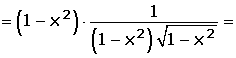 = (1 − x²) · 1 / ((1 − x²) √(1 − x²)) =